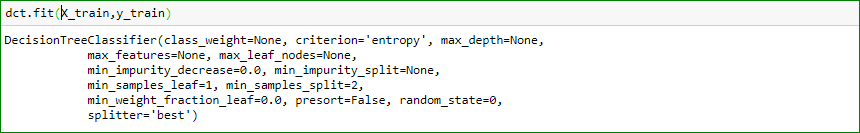 dct.fit(X_train,y_train)
DecisionTreeClassifier(class_weight=None, criterion='entropy', max_depth=None,
            max_features=None, max_leaf_nodes=None,
            min_impurity_decrease=0.0, min_impurity_split=None,
            min_samples_leaf=1, min_samples_split=2,
            min_weight_fraction_leaf=0.0, presort=False, random_state=0,
            splitter='best')